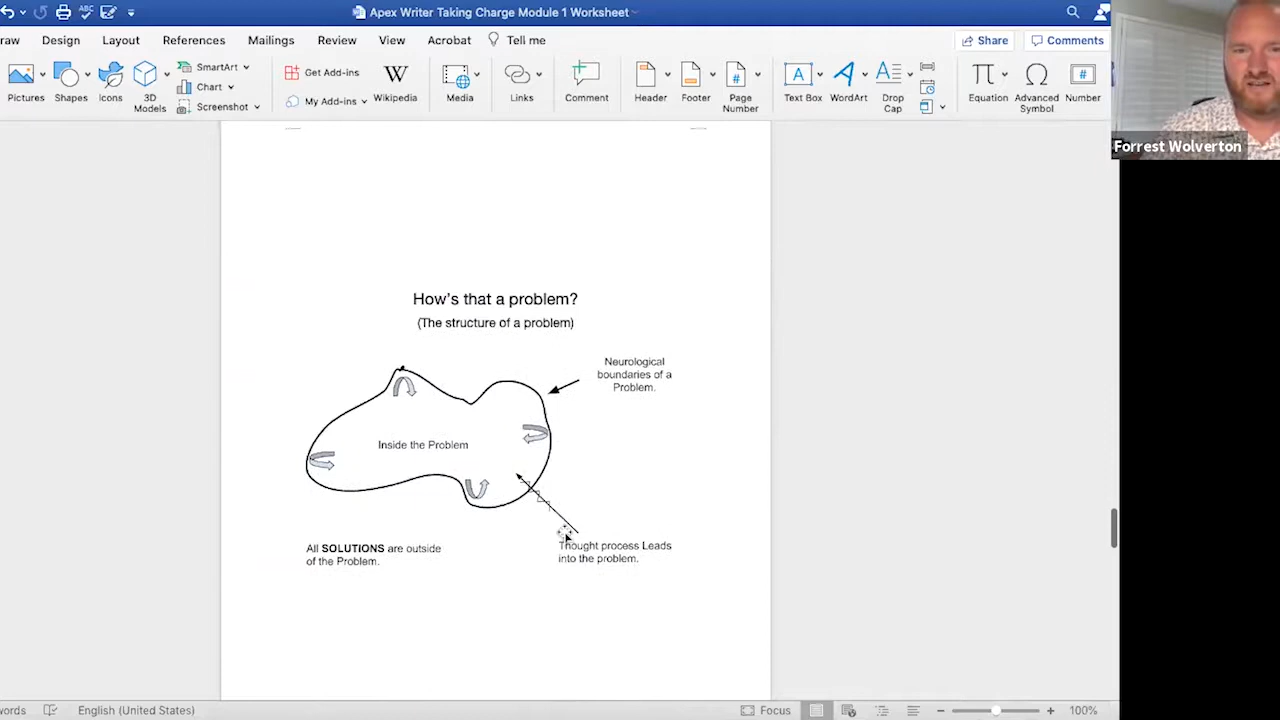 Apex Writer Taking Charge Module 1 Worksheet
raw Design Layout References Mailings Review View Acrobat Tell me Share Comments
Pictures Shapes Icons 3D Models SmartArt Chart Screenshot Get Add-ins My Add-ins Wikipedia Media Links Comment Header Footer Page Number Text Box WordArt Drop Cap Equation Advanced Symbol Number
Forrest Wolverton
How's that a problem?
(The structure of a problem)
Neurological
boundaries of a
Problem.
Inside the Problem
All SOLUTIONS are outside
of the Problem.
Thought process Leads
into the problem.
words English (United States) Focus 100%